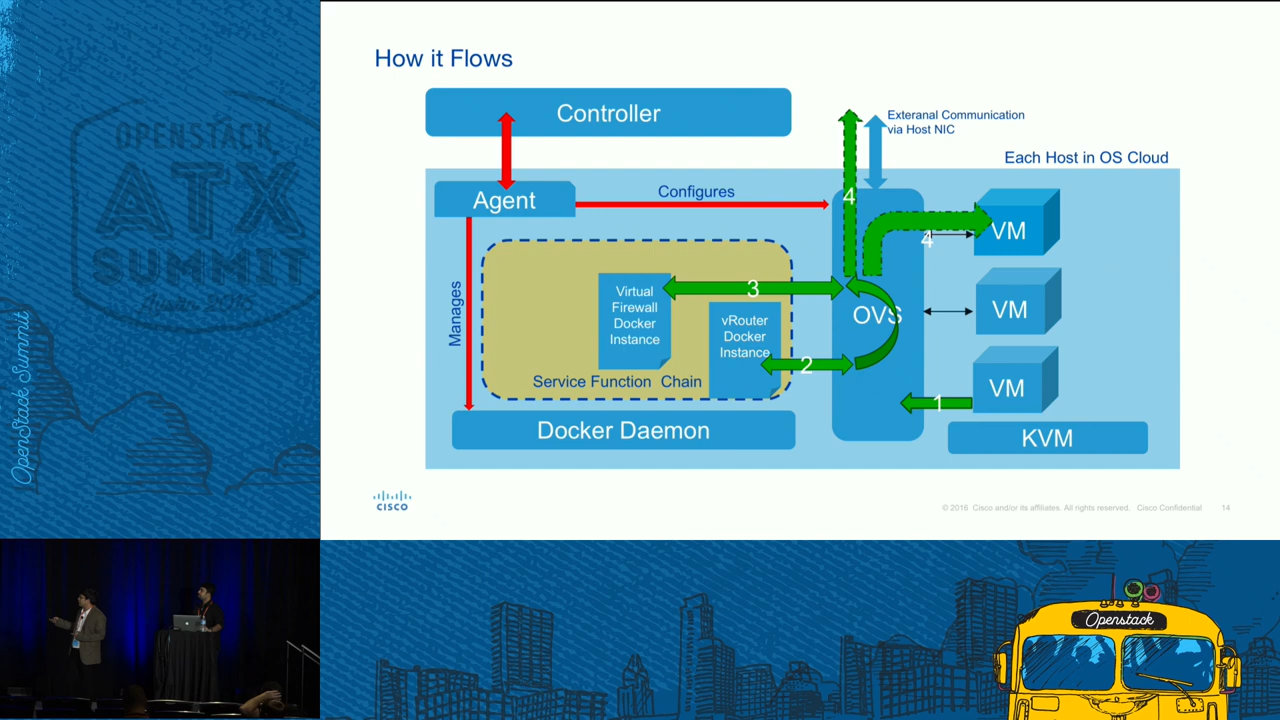 How it Flows
Controller
Exteranal Communication
via Host NIC
Each Host in OS Cloud
Agent
Configures
4
VM
4
Manages
Virtual
Firewall
Docker
Instance
3
vRouter
Docker
Instance
OVS
VM
2
Service Function Chain
VM
1
Docker Daemon
KVM
CISCO
© 2016 Cisco and/or its affiliates. All rights reserved. Cisco Confidential 14
OPENSTACK
ATX
SUMMIT
OpenStack Summit
Openstack